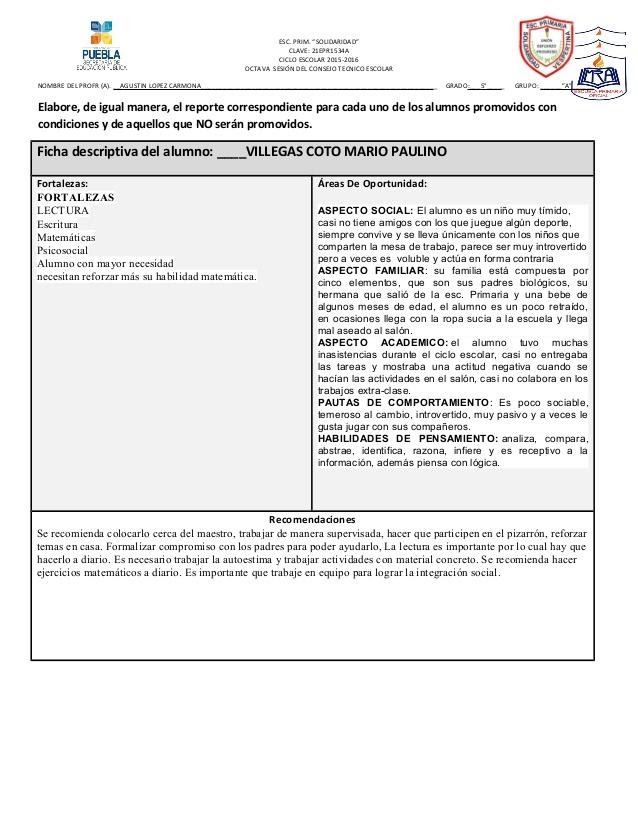 PUEBLA
SECRETARÍA DE
EDUCACIÓN PÚBLICA
ESC. PRIM. "SOLIDARIDAD"
CLAVE: 21EPR1534A
CICLO ESCOLAR 2015-2016
OCTAVA SESIÓN DEL CONSEJO TECNICO ESCOLAR
ESC. PRIMARIA
SOLIDARIDAD
VESPERTINA
UNIÓN
ESFUERZO
PROGRESO
ESCUELA PRIMARIA
OFICIAL
NOMBRE DEL PROFR (A). __AGUSTIN LOPEZ CARMONA____ GRADO:____5°____ GRUPO: ______"A"
Elabore, de igual manera, el reporte correspondiente para cada uno de los alumnos promovidos con
condiciones y de aquellos que NO serán promovidos.
Ficha descriptiva del alumno: ____VILLEGAS COTO MARIO PAULINO
Fortalezas:
FORTALEZAS
LECTURA
Escritura
Matemáticas
Psicosocial
Alumno con mayor necesidad
necesitan reforzar más su habilidad matemática.
Áreas De Oportunidad:
ASPECTO SOCIAL: El alumno es un niño muy tímido,
casi no tiene amigos con los que juegue algún deporte,
siempre convive y se lleva únicamente con los niños que
comparten la mesa de trabajo, parece ser muy introvertido
pero a veces es voluble y actúa en forma contraria
ASPECTO FAMILIAR: su familia está compuesta por
cinco elementos, que son sus padres biológicos, su
hermana que salió de la esc. Primaria y una bebe de
algunos meses de edad, el alumno es un poco retraído,
en ocasiones llega con la ropa sucia a la escuela y llega
mal aseado al salón.
ASPECTO ACADEMICO: el alumno tuvo muchas
inasistencias durante el ciclo escolar, casi no entregaba
las tareas y mostraba una actitud negativa cuando se
hacían las actividades en el salón, casi no colabora en los
trabajos extra-clase.
PAUTAS DE COMPORTAMIENTO: Es poco sociable,
temeroso al cambio, introvertido, muy pasivo y a veces le
gusta jugar con sus compañeros.
HABILIDADES DE PENSAMIENTO: analiza, compara,
abstrae, identifica, razona, infiere y es receptivo a la
información, además piensa con lógica.
Recomendaciones
Se recomienda colocarlo cerca del maestro, trabajar de manera supervisada, hacer que participen en el pizarrón, reforzar
temas en casa. Formalizar compromiso con los padres para poder ayudarlo, La lectura es importante por lo cual hay que
hacerlo a diario. Es necesario trabajar la autoestima y trabajar actividades con material concreto. Se recomienda hacer
ejercicios matemáticos a diario. Es importante que trabaje en equipo para lograr la integración social.